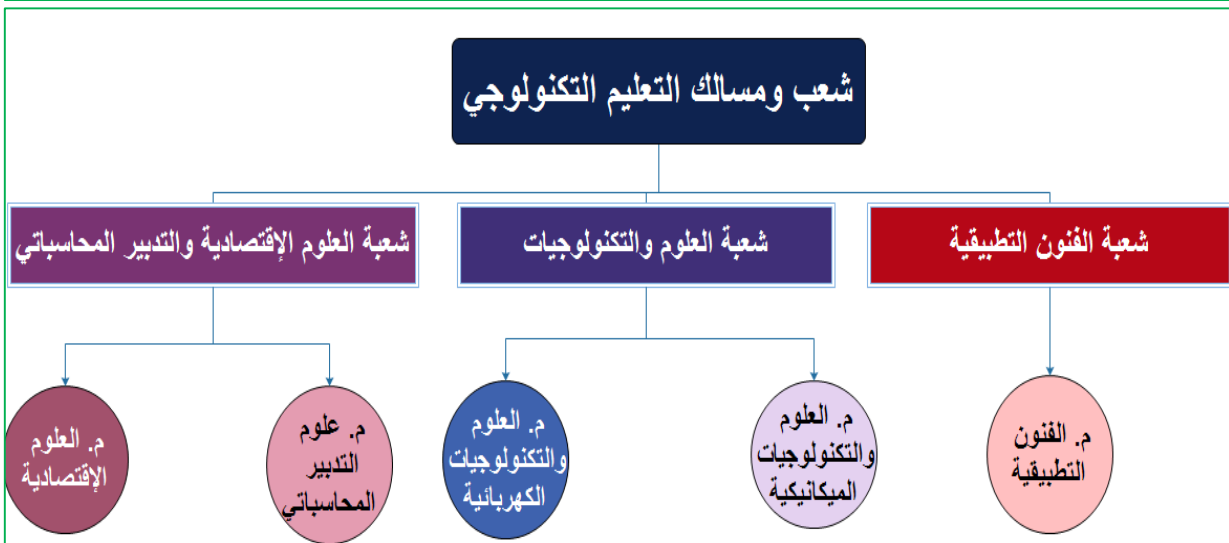 شعب ومسالك التعليم التكنولوجي
شعبة الفنون التطبيقية
شعبة العلوم والتكنولوجيات
شعبة العلوم الإقتصادية والتدبير المحاسباتي
م. الفنون
التطبيقية
م. العلوم
والتكنولوجيات
الميكانيكية
م. العلوم
والتكنولوجيات
الكهربائية
م. علوم
التدبير
المحاسباتي
م. العلوم
الإقتصادية